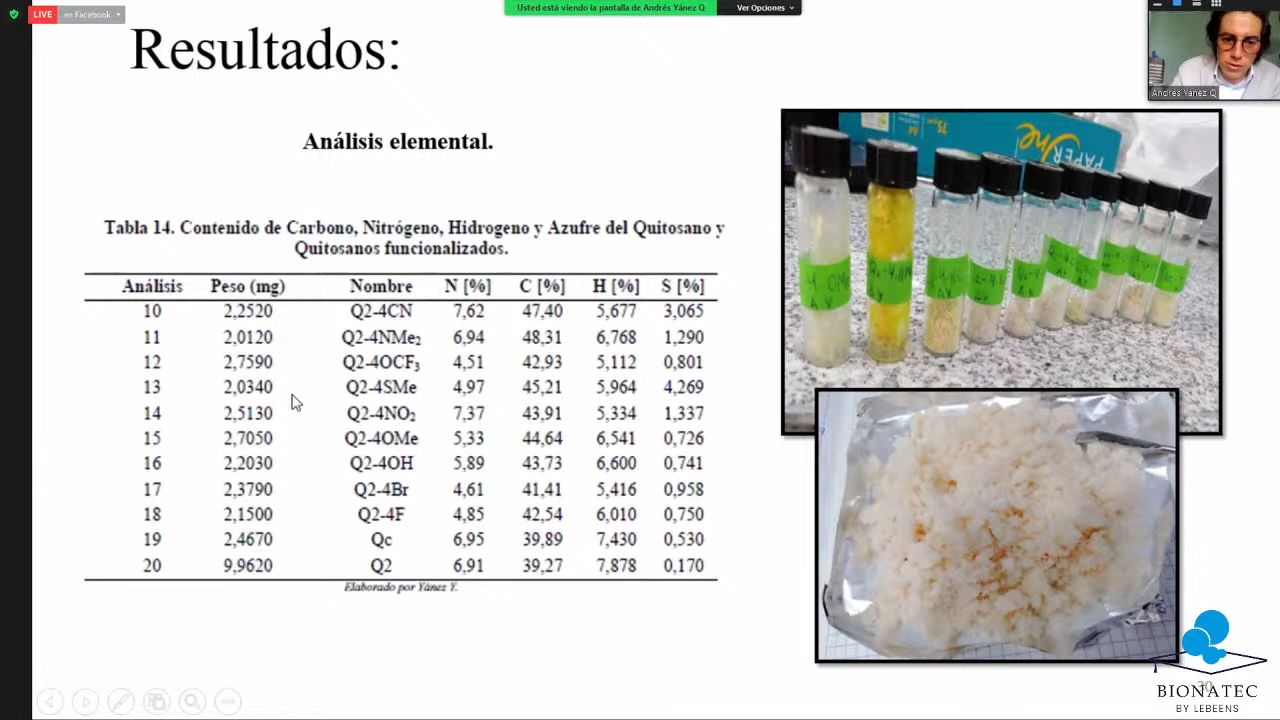 LIVE
en Facebook
Usted está viendo la pantalla de Andrés Yánez Q
Ver Opciones
Andrés Yánez Q
Resultados:
Análisis elemental.
Tabla 14. Contenido de Carbono, Nitrógeno, Hidrogeno y Azufre del Quitosano y
Quitosanos funcionalizados.
Análisis Peso (mg) Nombre N [%] C [%] H [%] S [%]
10 2,2520 Q2-4CN 7,62 47,40 5,677 3,065
11 2,0120 Q2-4NMe₂ 6,94 48,31 6,768 1,290
12 2,7590 Q2-4OCF₃ 4,51 42,93 5,112 0,801
13 2,0340 Q2-4SMe 4,97 45,21 5,964 4,269
14 2,5130 Q2-4NO₂ 7,37 43,91 5,334 1,337
15 2,7050 Q2-4OMe 5,33 44,64 6,541 0,726
16 2,2030 Q2-4OH 5,89 43,73 6,600 0,741
17 2,3790 Q2-4Br 4,61 41,41 5,416 0,958
18 2,1500 Q2-4F 4,85 42,54 6,010 0,750
19 2,4670 Qc 6,95 39,89 7,430 0,530
20 9,9620 Q2 6,91 39,27 7,878 0,170
Elaborado por Yánez Y.
PAPER
One
A4
75
BIONATEC
BY LEBEENS